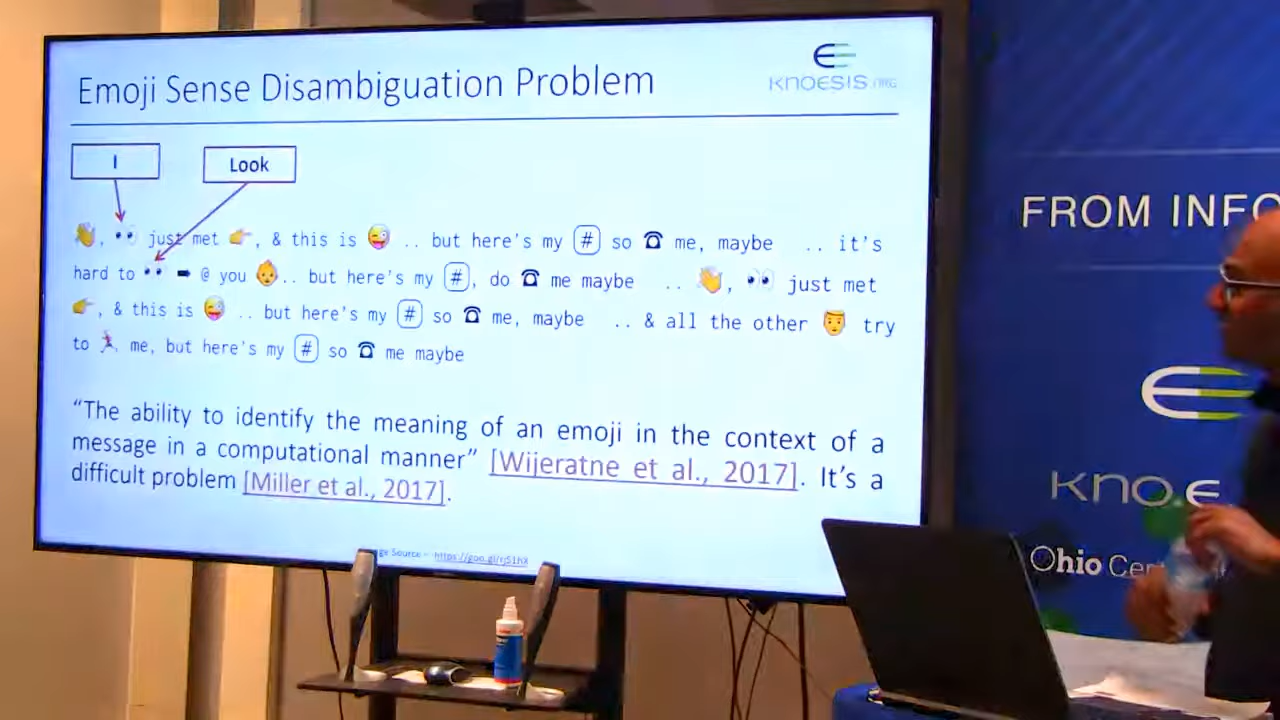 Emoji Sense Disambiguation Problem
KNOESIS.ORG
I
Look
👋, 👀 just met 👉, & this is 😜 .. but here's my #️ so ☎ me, maybe .. it's
hard to 👀 ➡ @ you 👶.. but here's my #, do ☎ me maybe .. 👋, 👀 just met
👉, & this is 😜 .. but here's my # so ☎ me, maybe .. & all the other 👨 try
to 🏃 me, but here's my # so ☎ me maybe
“The ability to identify the meaning of an emoji in the context of a
message in a computational manner” [Wijeratne et al., 2017]. It's a
difficult problem [Miller et al., 2017].
Source –
FROM INFO
KNO.E
Ohio Cen